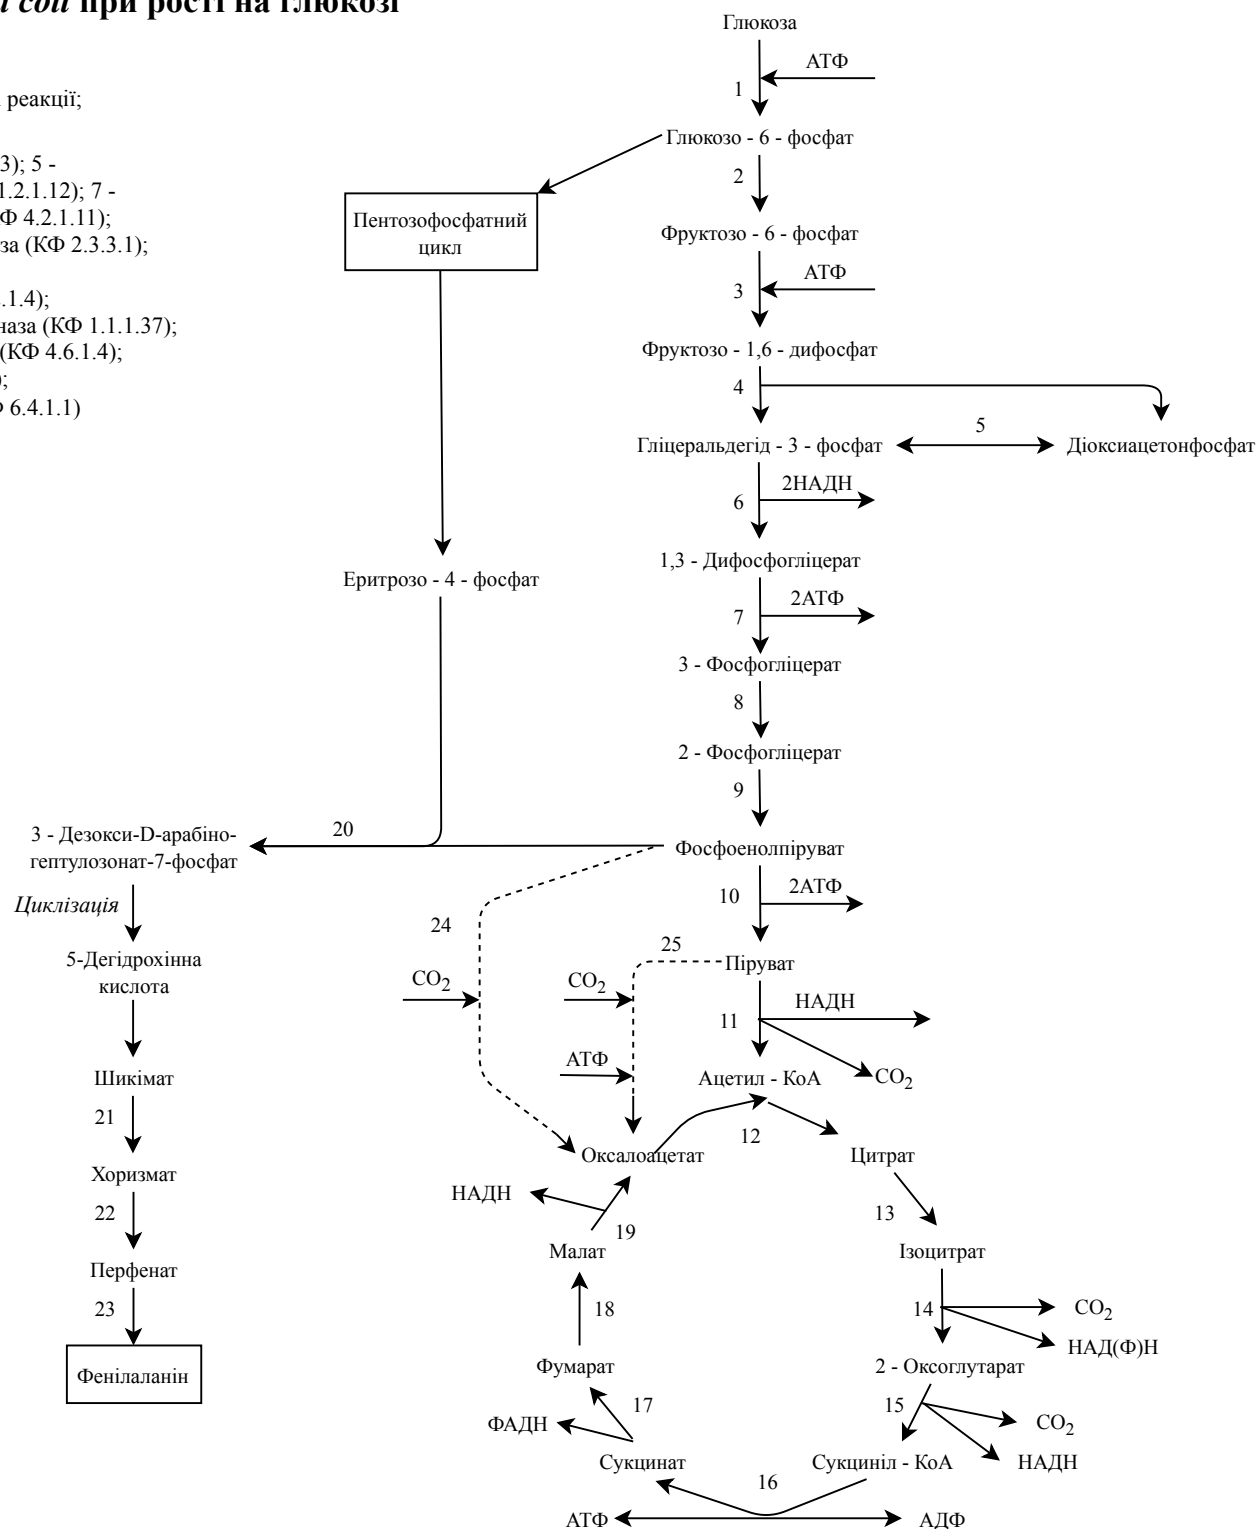 coli при рості на глюкозі
реакції;
3); 5 -
1.2.1.12); 7 -
4.2.1.11);
(КФ 2.3.3.1);
.1.4);
(КФ 1.1.1.37);
(КФ 4.6.1.4);
);
6.4.1.1)
Глюкоза
АТФ
1
Глюкозо - 6 - фосфат
2
Пентозофосфатний
цикл
Фруктозо - 6 - фосфат
АТФ
3
Фруктозо - 1,6 - дифосфат
4
5
Гліцеральдегід - 3 - фосфат
Діоксиацетонфосфат
2НАДН
6
1,3 - Дифосфогліцерат
Еритрозо - 4 - фосфат
2АТФ
7
3 - Фосфогліцерат
8
2 - Фосфогліцерат
9
3 - Дезокси-D-арабіно-
гептулозонат-7-фосфат
20
Фосфоенолпіруват
2АТФ
10
Циклізація
24
25
5-Дегідрохінна
кислота
Піруват
CO2
CO2
НАДН
11
АТФ
Шикімат
Ацетил - КоА
CO2
21
12
Оксалоацетат
Цитрат
Хоризмат
НАДН
22
13
19
Малат
Ізоцитрат
Перфенат
23
18
14
CO2
НАД(Ф)Н
Фенілаланін
Фумарат
2 - Оксоглутарат
17
15
ФАДН
CO2
Сукцинат
Сукциніл - КоА
НАДН
16
АТФ
АДФ